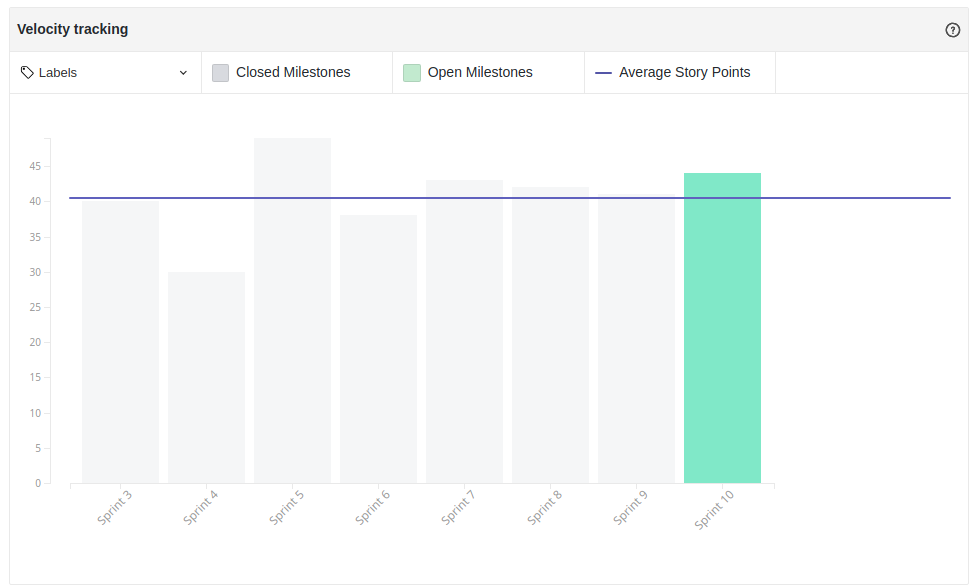 Velocity tracking
Labels
Closed Milestones
Open Milestones
Average Story Points
45
40
35
30
25
20
15
10
5
0
Sprint 3
Sprint 4
Sprint 5
Sprint 6
Sprint 7
Sprint 8
Sprint 9
Sprint 10